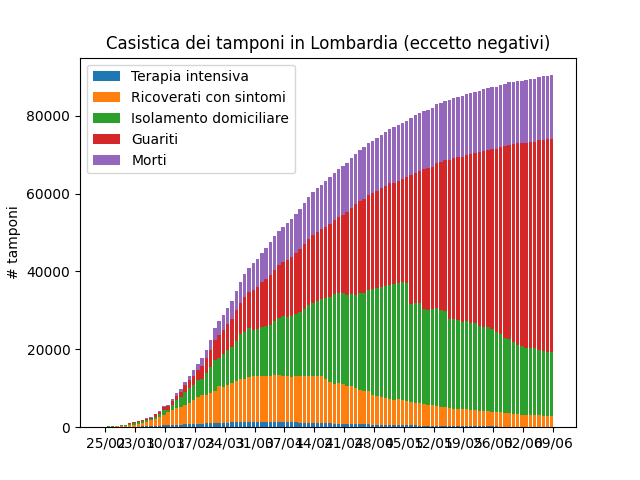 Casistica dei tamponi in Lombardia (eccetto negativi)
Terapia intensiva
Ricoverati con sintomi
Isolamento domiciliare
Guariti
Morti
# tamponi
80000
60000
40000
20000
0
25/02 03/03 10/03 17/03 24/03 31/03 07/04 14/04 21/04 28/04 05/05 12/05 19/05 26/05 02/06 09/06